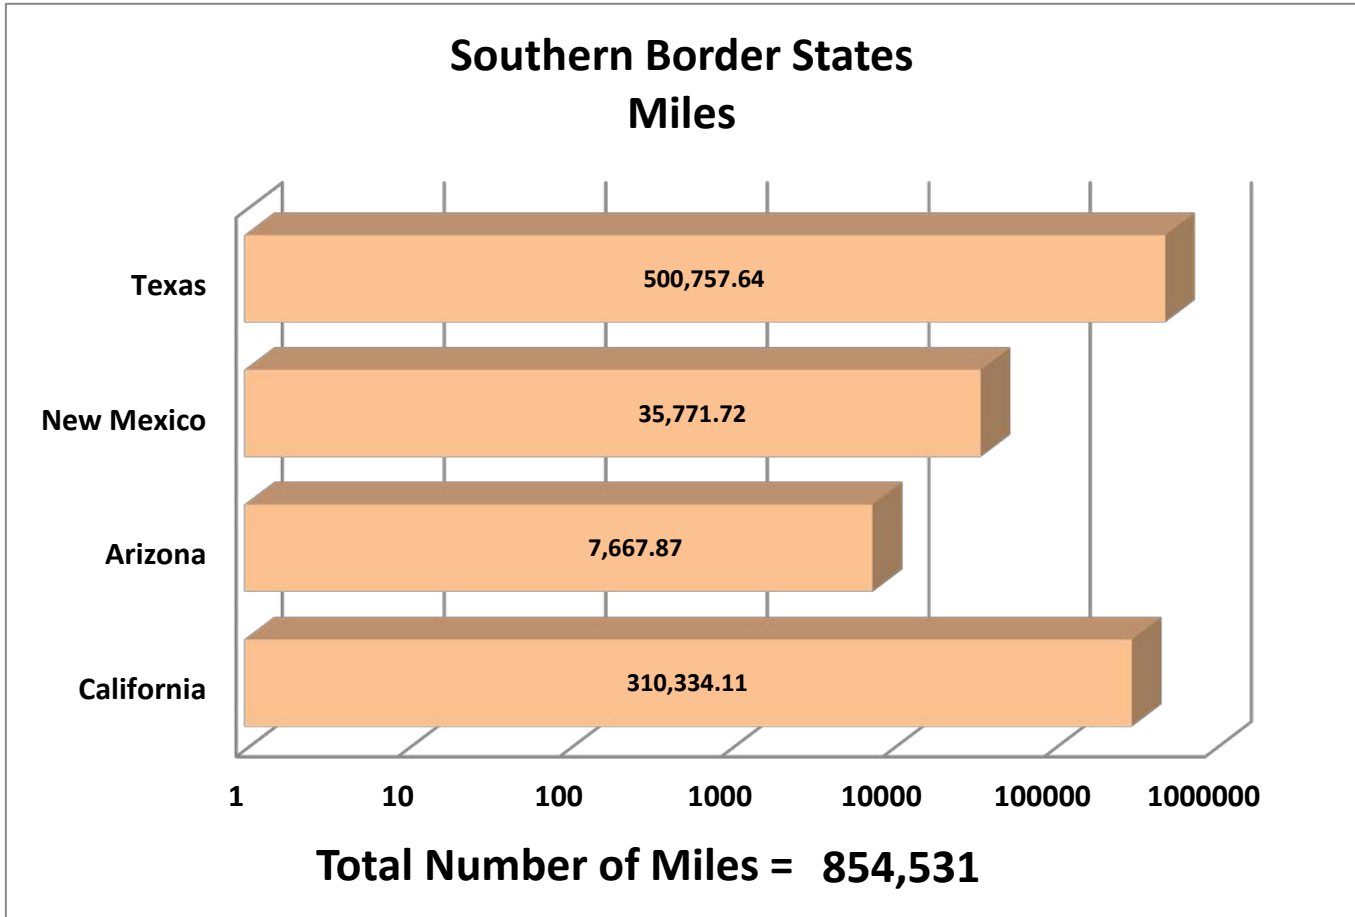 Southern Border States
Miles
Texas
500,757.64
New Mexico
35,771.72
Arizona
7,667.87
California
310,334.11
1 10 100 1000 10000 100000 1000000
Total Number of Miles = 854,531